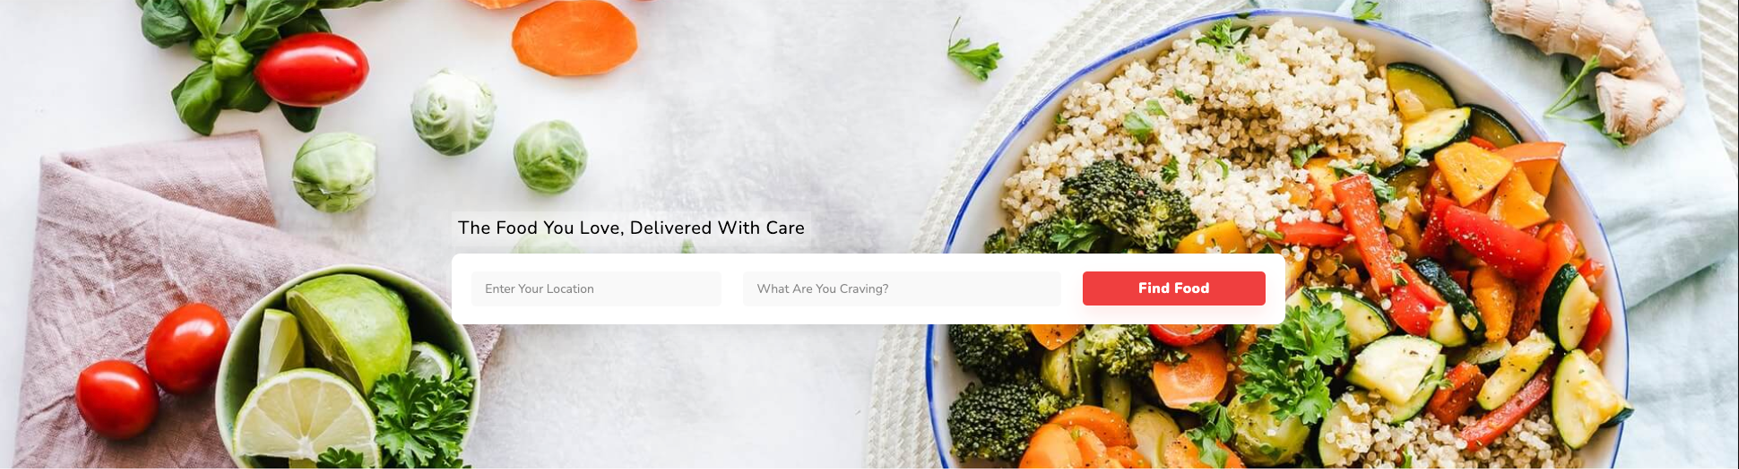 The Food You Love, Delivered With Care
Enter Your Location
What Are You Craving?
Find Food